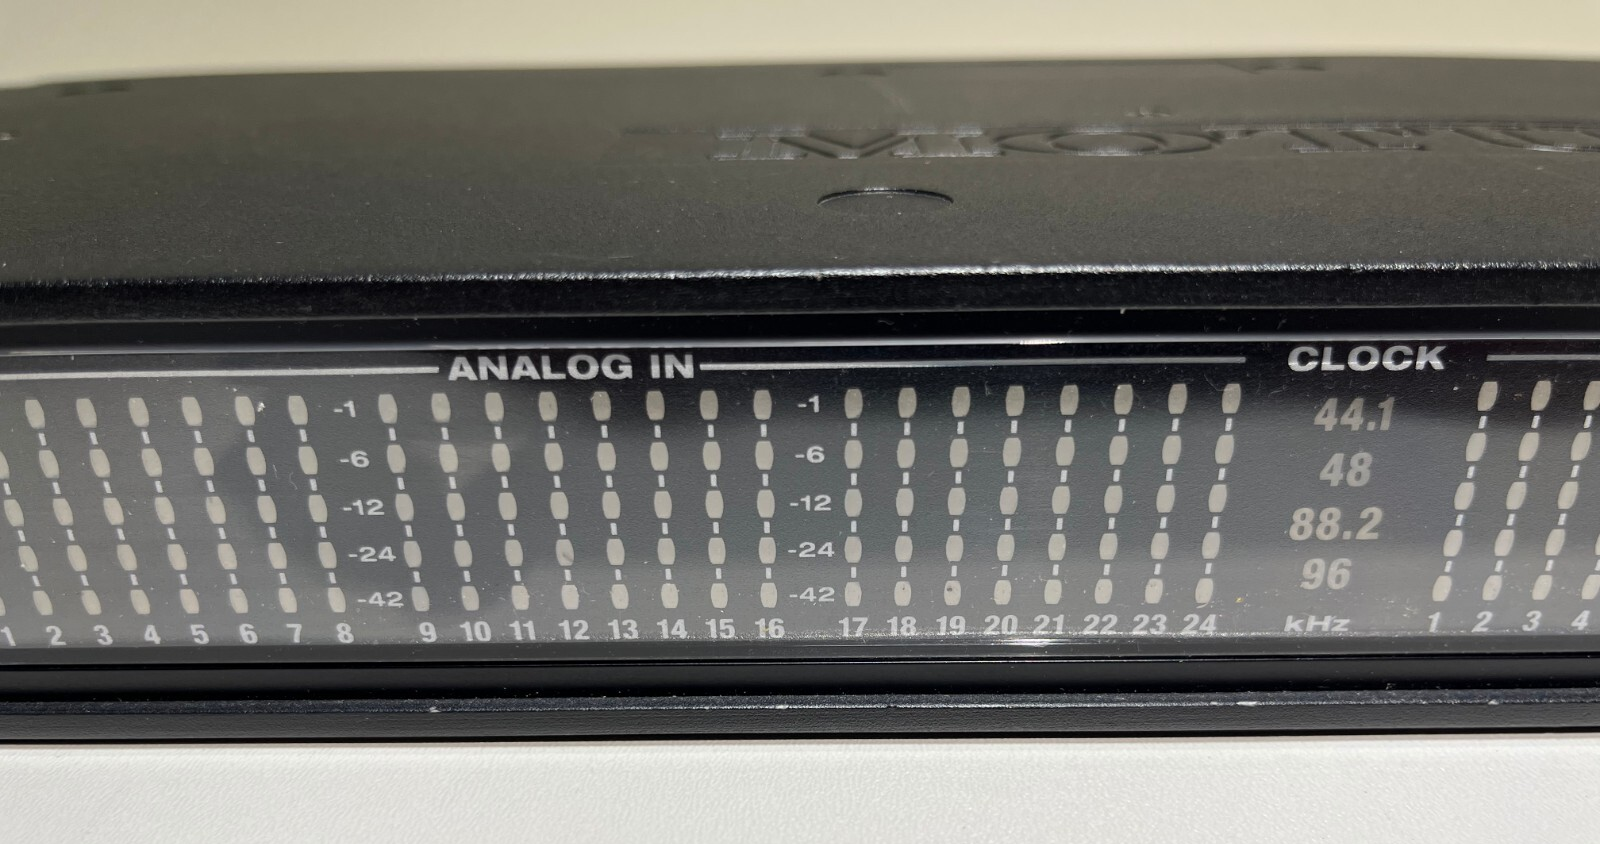 MOTU
ANALOG IN CLOCK
-1 -1 44.1
-6 -6 48
-12 -12 88.2
-24 -24 96
-42 -42
1 2 3 4 5 6 7 8 9 10 11 12 13 14 15 16 17 18 19 20 21 22 23 24 kHz 1 2 3 4